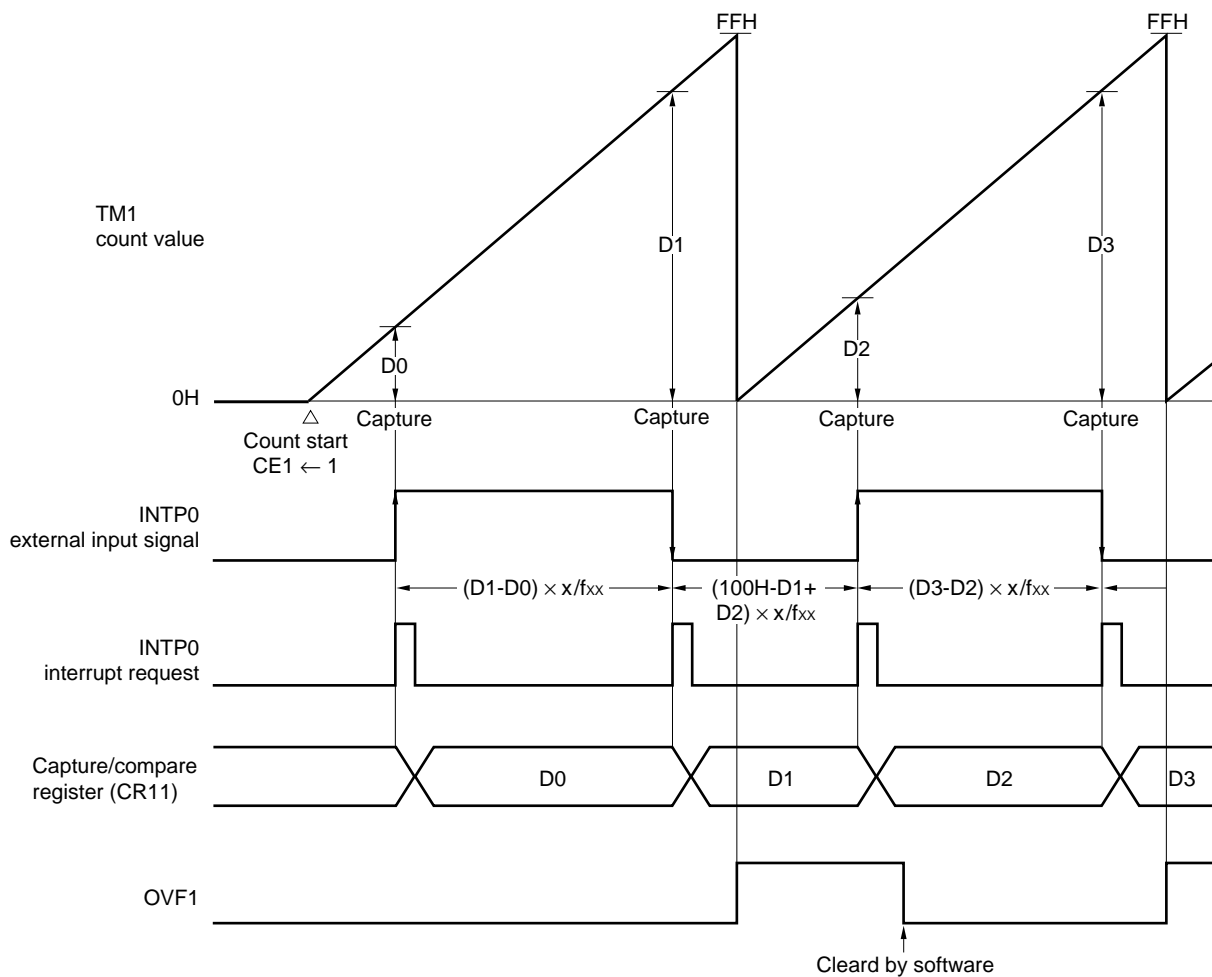 FFH
FFH
TM1
count value
D1
D3
D0
D2
0H
Capture
Capture
Capture
Capture
△
Count start
CE1 ← 1
INTP0
external input signal
(D1-D0) × x/fxx
(100H-D1+
D2) × x/fxx
(D3-D2) × x/fxx
INTP0
interrupt request
Capture/compare
register (CR11)
D0
D1
D2
D3
OVF1
Cleard by software